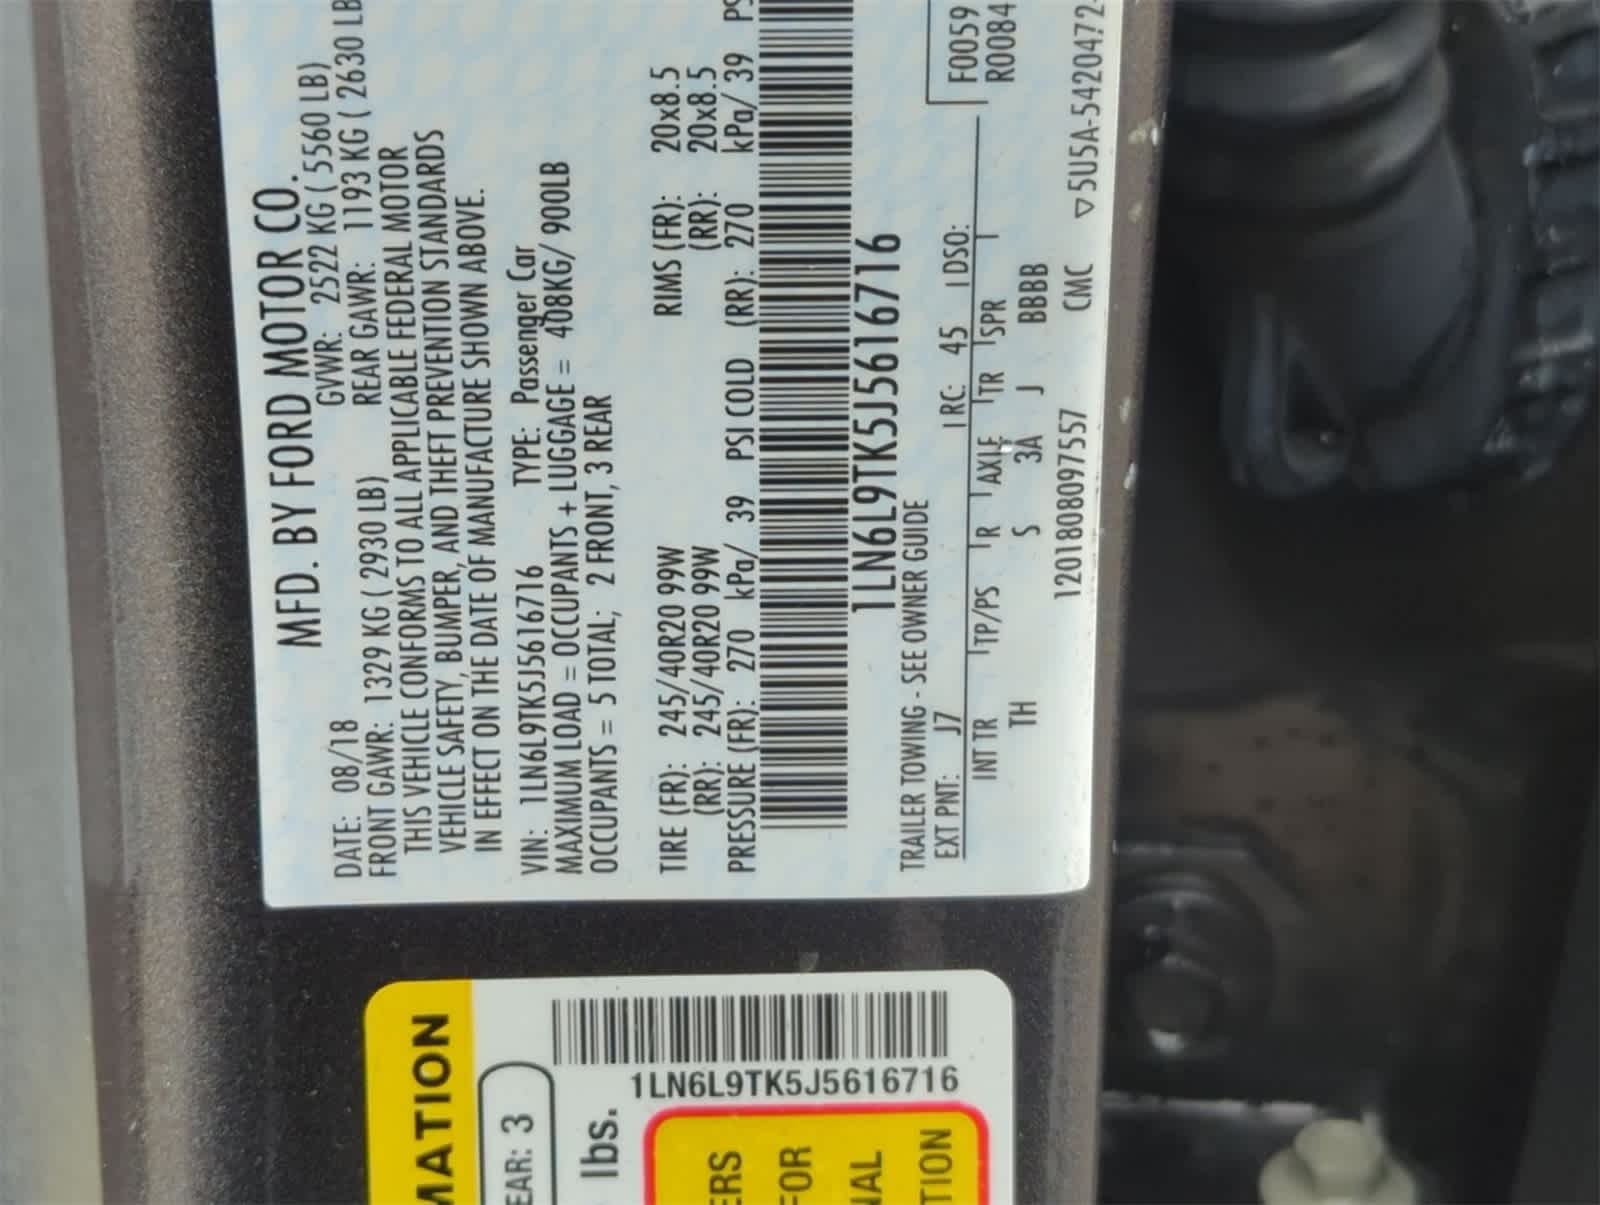 MFD. BY FORD MOTOR CO.
DATE: 08/18 GVWR: 2522 KG ( 5560 LB)
FRONT GAWR: 1329 KG ( 2930 LB) REAR GAWR: 1193 KG ( 2630 LB
THIS VEHICLE CONFORMS TO ALL APPLICABLE FEDERAL MOTOR
VEHICLE SAFETY, BUMPER, AND THEFT PREVENTION STANDARDS
IN EFFECT ON THE DATE OF MANUFACTURE SHOWN ABOVE.
VIN: 1LN6L9TK5J5616716 TYPE: Passenger Car
MAXIMUM LOAD = OCCUPANTS + LUGGAGE = 408KG/ 900LB
OCCUPANTS = 5 TOTAL; 2 FRONT, 3 REAR
TIRE (FR): 245/40R20 99W RIMS (FR): 20x8.5
(RR): 245/40R20 99W (RR): 20x8.5
PRESSURE (FR): 270 kPa/ 39 PSI COLD (RR): 270 kPa/ 39 PS
1LN6L9TK5J5616716
TRAILER TOWING - SEE OWNER GUIDE
EXT PNT: J7 RC: 45 DSO: F0059
INT TR TP/PS R AXLE TR SPR R0084
TH S 3A J BBBB
1201808097557 CMC ▽ 5U5A-5420472-
MATION
EAR: 3
1LN6L9TK5J5616716
lbs.
ERS
FOR
NAL
TION